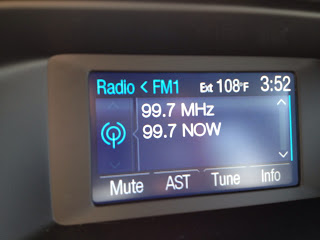 Radio < FM1 Ext 108°F 3:52
99.7 MHz
99.7 NOW
Mute AST Tune Info